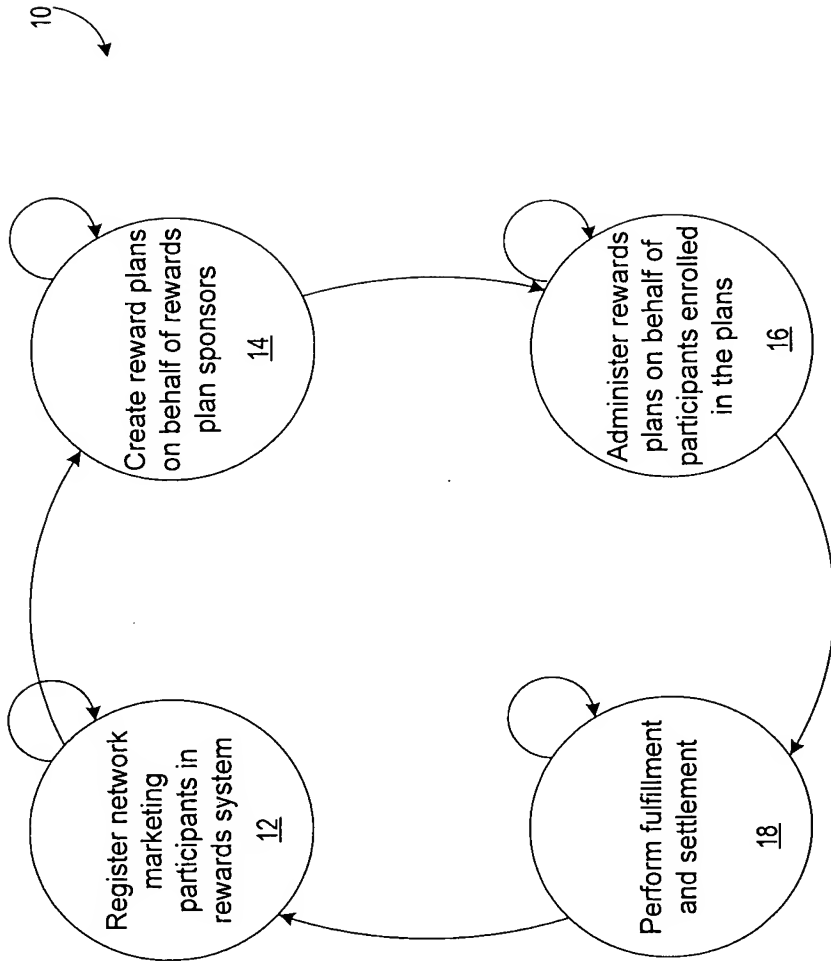 10
Register network
marketing
participants in
rewards system
12
Create reward plans
on behalf of rewards
plan sponsors
14
Administer rewards
plans on behalf of
participants enrolled
in the plans
16
Perform fulfillment
and settlement
18